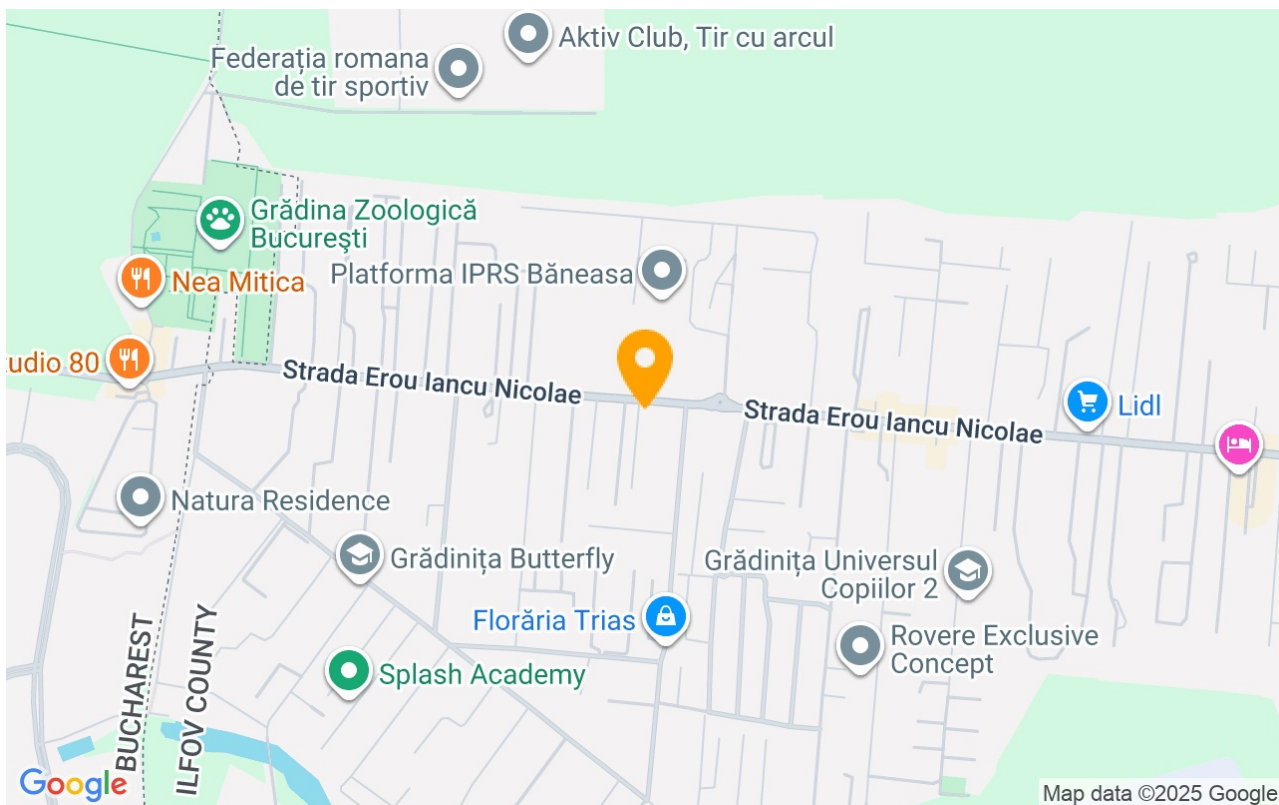 Aktiv Club, Tir cu arcul
Federația romana
de tir sportiv
Grădina Zoologică
București
Platforma IPRS Băneasa
Nea Mitica
udio 80
Strada Erou Iancu Nicolae
Strada Erou Iancu Nicolae
Lidl
Natura Residence
Grădinița Butterfly
Grădinița Universul
Copiilor 2
Florăria Trias
Rovere Exclusive
Concept
Splash Academy
BUCHAREST
ILFOV COUNTY
Google
Map data ©2025 Google